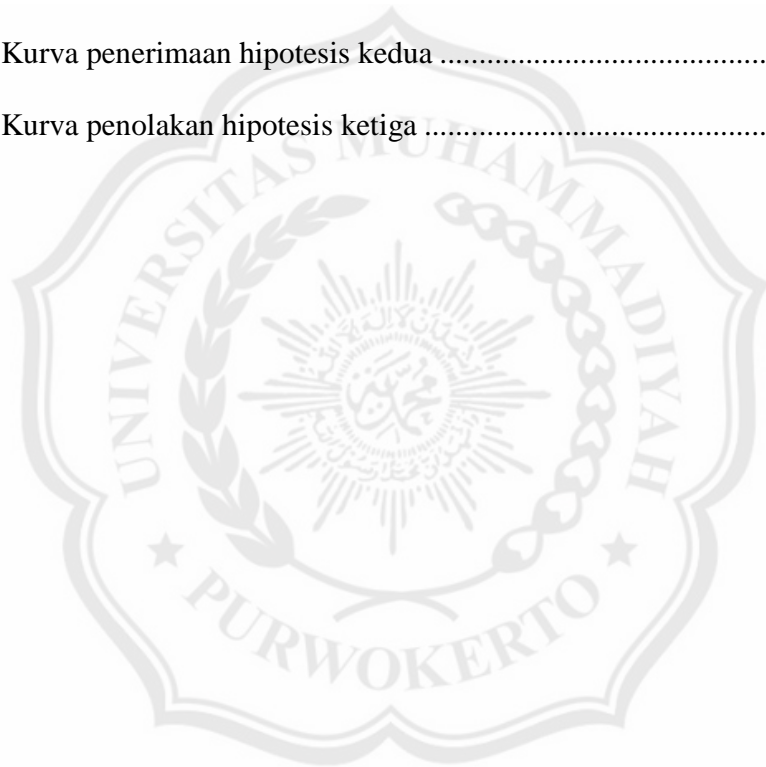 Kurva penerimaan hipotesis kedua ....................................
Kurva penolakan hipotesis ketiga .....................................
UNIVERSITAS MUHAMMADIYAH
PURWOKERTO